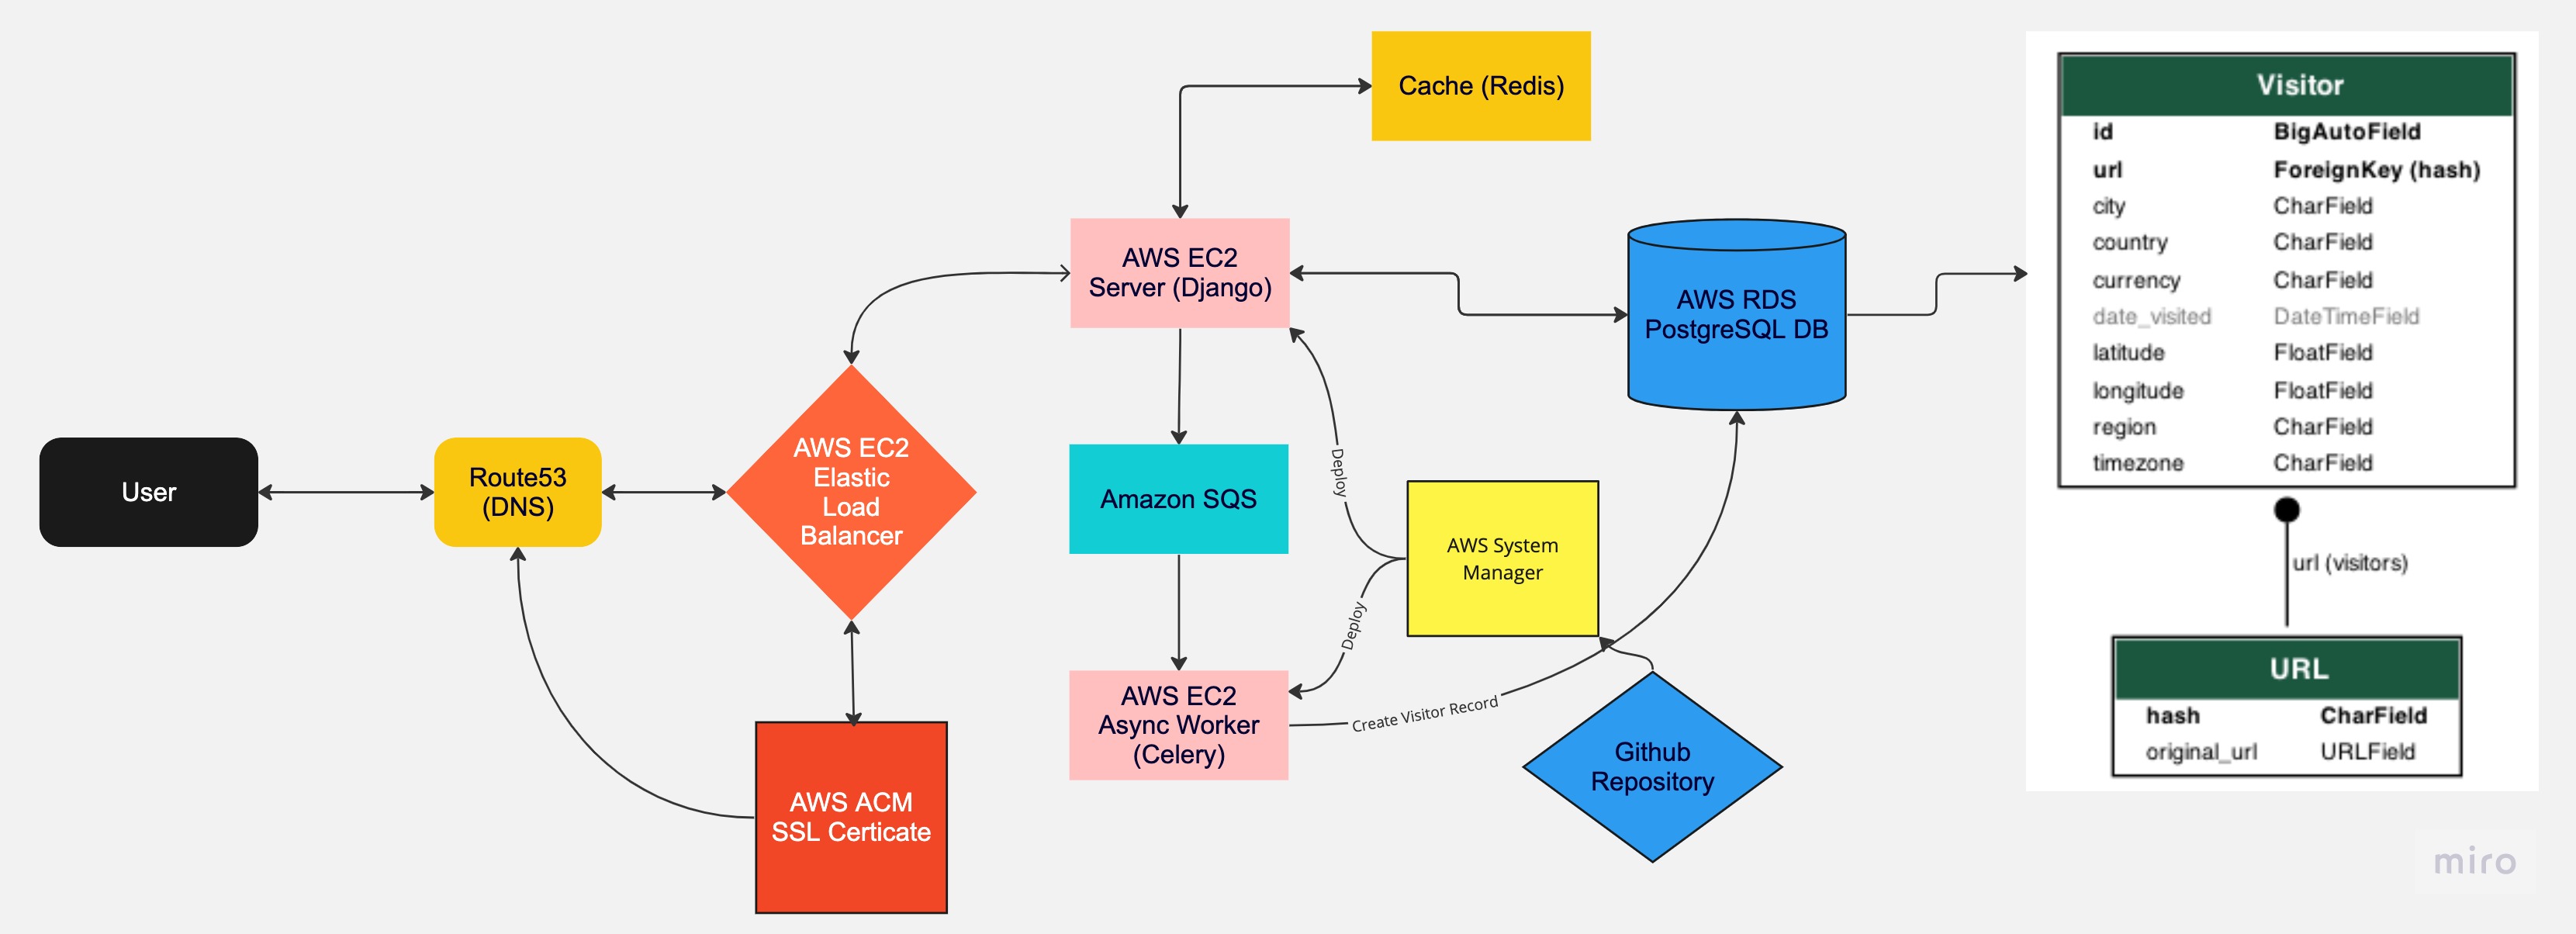 Cache (Redis)
AWS EC2
Server (Django)
AWS RDS
PostgreSQL DB
User
Route53
(DNS)
AWS EC2
Elastic
Load
Balancer
Amazon SQS
Deploy
AWS System
Manager
Deploy
AWS EC2
Async Worker
(Celery)
Create Visitor Record
Github
Repository
AWS ACM
SSL Certicate
Visitor
id BigAutoField
url ForeignKey (hash)
city CharField
country CharField
currency CharField
date_visited DateTimeField
latitude FloatField
longitude FloatField
region CharField
timezone CharField
url (visitors)
URL
hash CharField
original_url URLField
miro